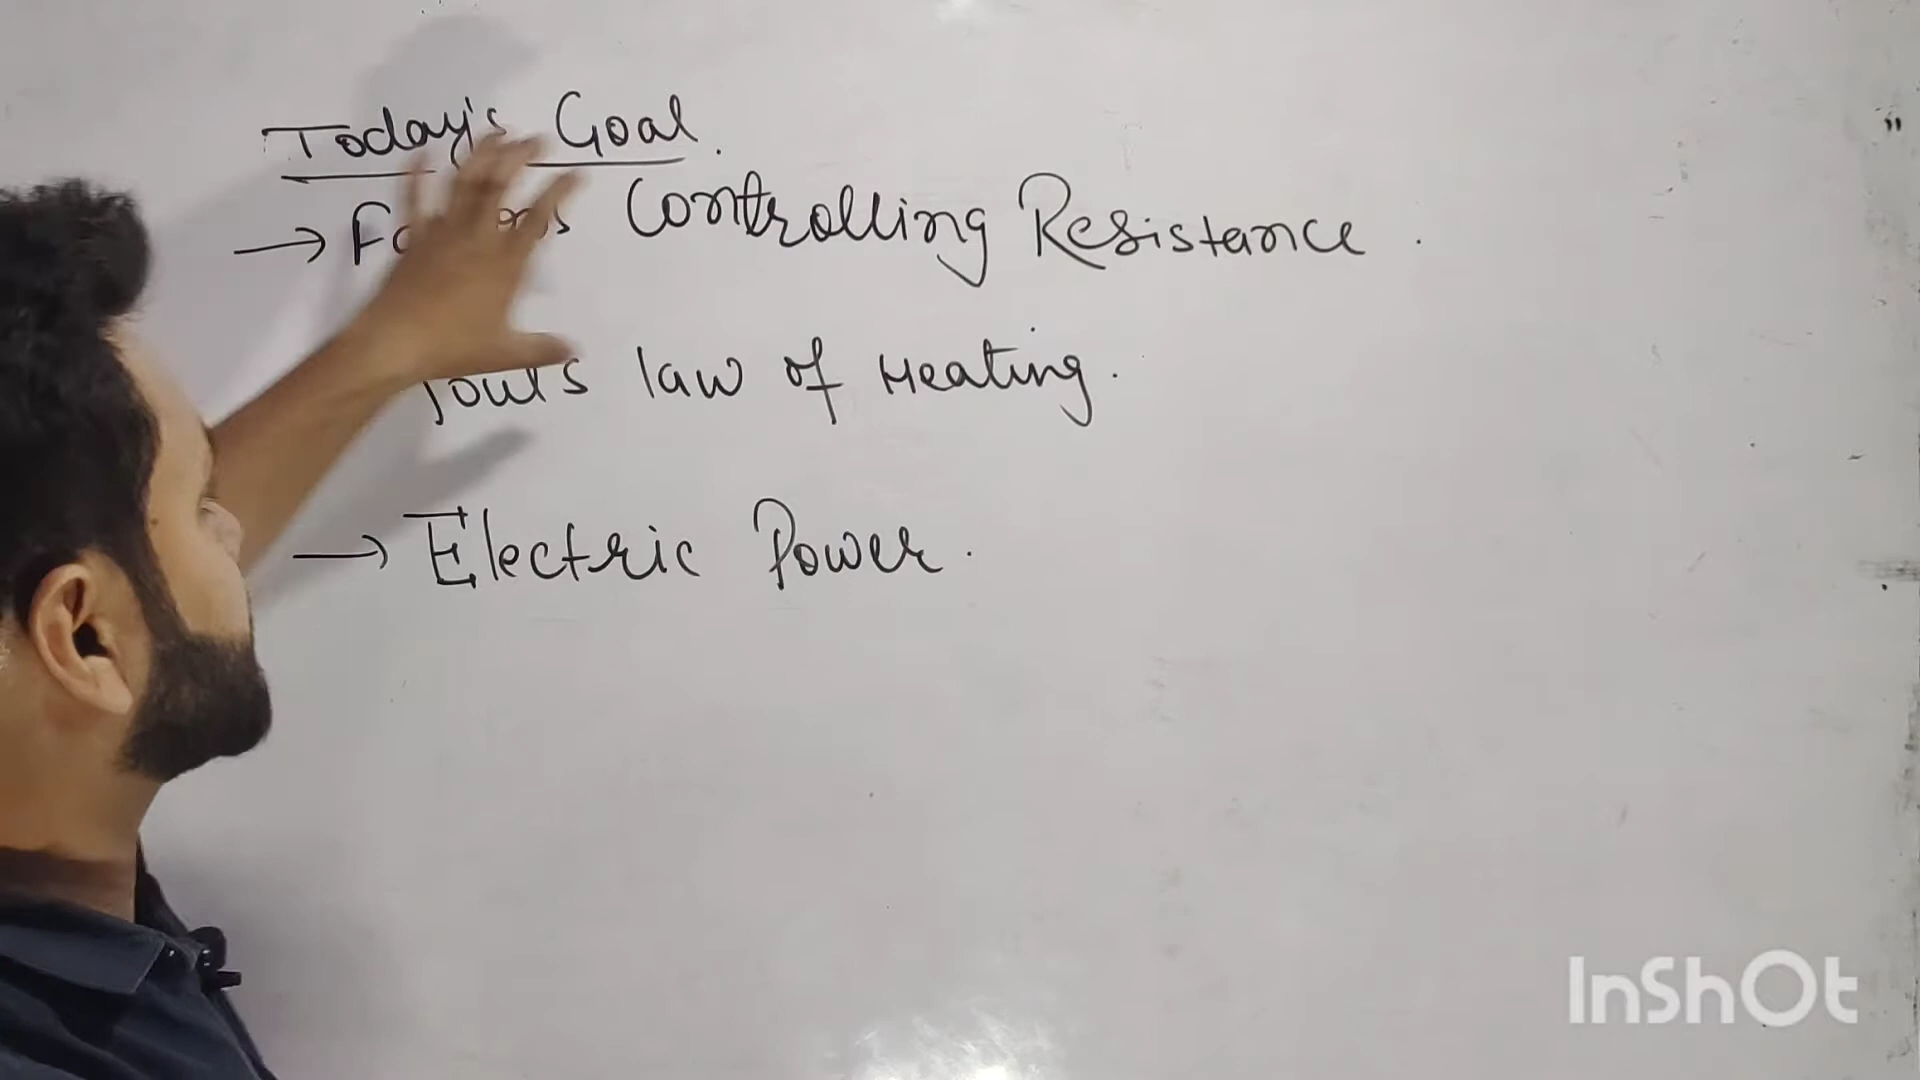 Today's Goal.
→ Controlling Resistance.
law of Heating.
→ Electric Power.
InShOt